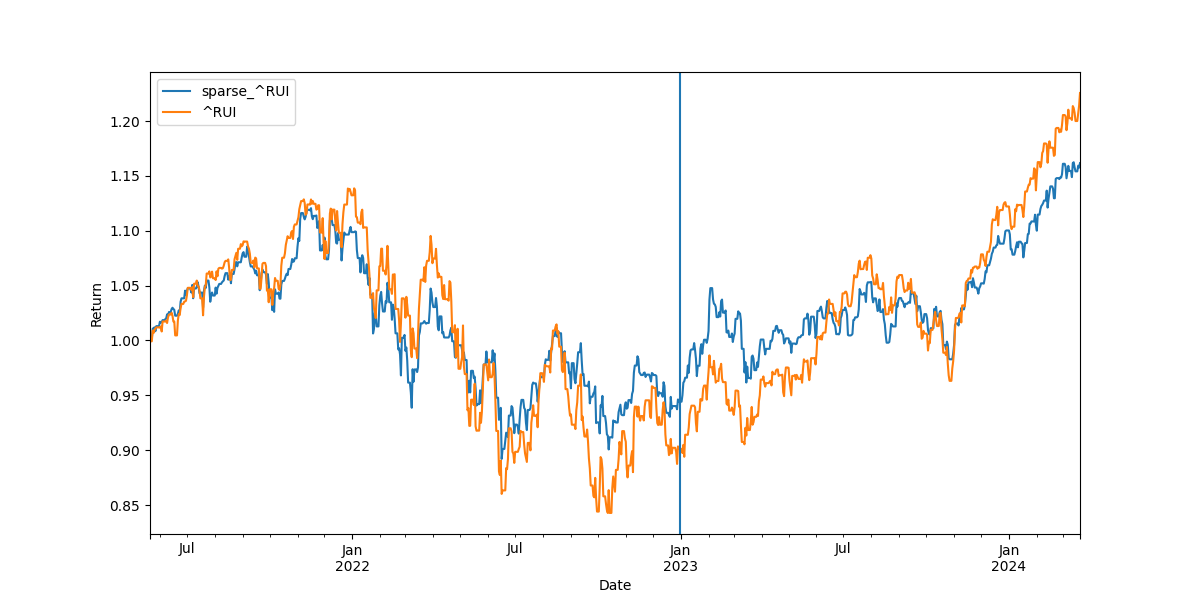 sparse_^RUI
^RUI
Return
1.20
1.15
1.10
1.05
1.00
0.95
0.90
0.85
Jul
Jan
2022
Jul
Jan
2023
Jul
Jan
2024
Date